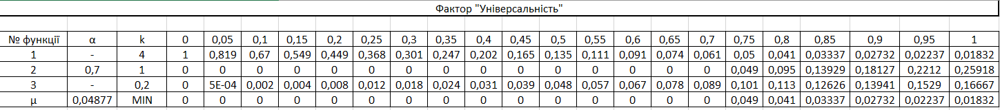 Фактор "Універсальність"
№ функції α k 0 0,05 0,1 0,15 0,2 0,25 0,3 0,35 0,4 0,45 0,5 0,55 0,6 0,65 0,7 0,75 0,8 0,85 0,9 0,95 1
1 - 4 1 0,819 0,67 0,549 0,449 0,368 0,301 0,247 0,202 0,165 0,135 0,111 0,091 0,074 0,061 0,05 0,041 0,03337 0,02732 0,02237 0,01832
2 0,7 1 0 0 0 0 0 0 0 0 0 0 0 0 0 0 0 0,049 0,095 0,13929 0,18127 0,2212 0,25918
3 - 0,2 0 5E-04 0,002 0,004 0,008 0,012 0,018 0,024 0,031 0,039 0,048 0,057 0,067 0,078 0,089 0,101 0,113 0,12626 0,13941 0,1529 0,16667
μ 0,04877 MIN 0 0 0 0 0 0 0 0 0 0 0 0 0 0 0 0,049 0,041 0,03337 0,02732 0,02237 0,01832